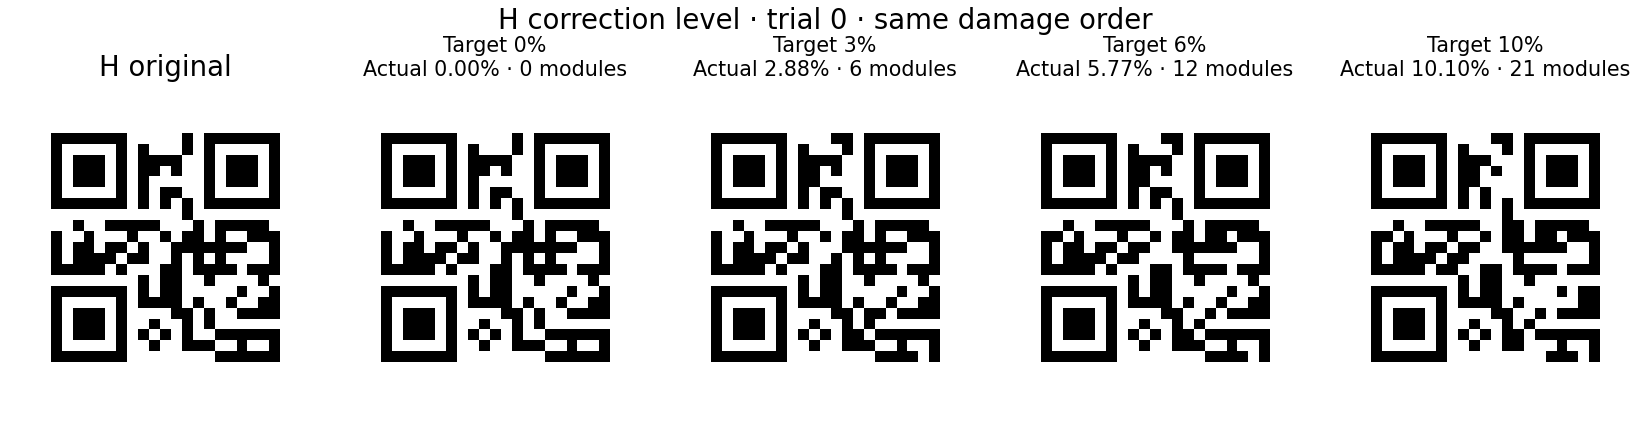 H correction level · trial 0 · same damage order
H original
Target 0%
Actual 0.00% · 0 modules
Target 3%
Actual 2.88% · 6 modules
Target 6%
Actual 5.77% · 12 modules
Target 10%
Actual 10.10% · 21 modules